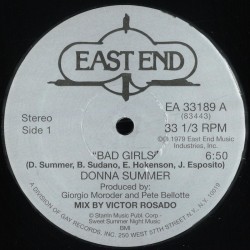 EAST END
Stereo
Side 1
EA 33189 A
(83443)
℗1979 East End Music
Industries, Inc.
33 1/3 RPM
"BAD GIRLS" 6:50
(D. Summer, B. Sudano, E. Hokenson, J. Esposito)
DONNA SUMMER
Produced by:
Giorgio Moroder and Pete Bellotte
MIX BY VICTOR ROSADO
Starrin Music Publ. Corp -
Sweet Summer Night Music
BMI
A DIVISION OF GAY RECORDS, INC. 250 WEST 57TH STREET, N.Y., N.Y. 10019